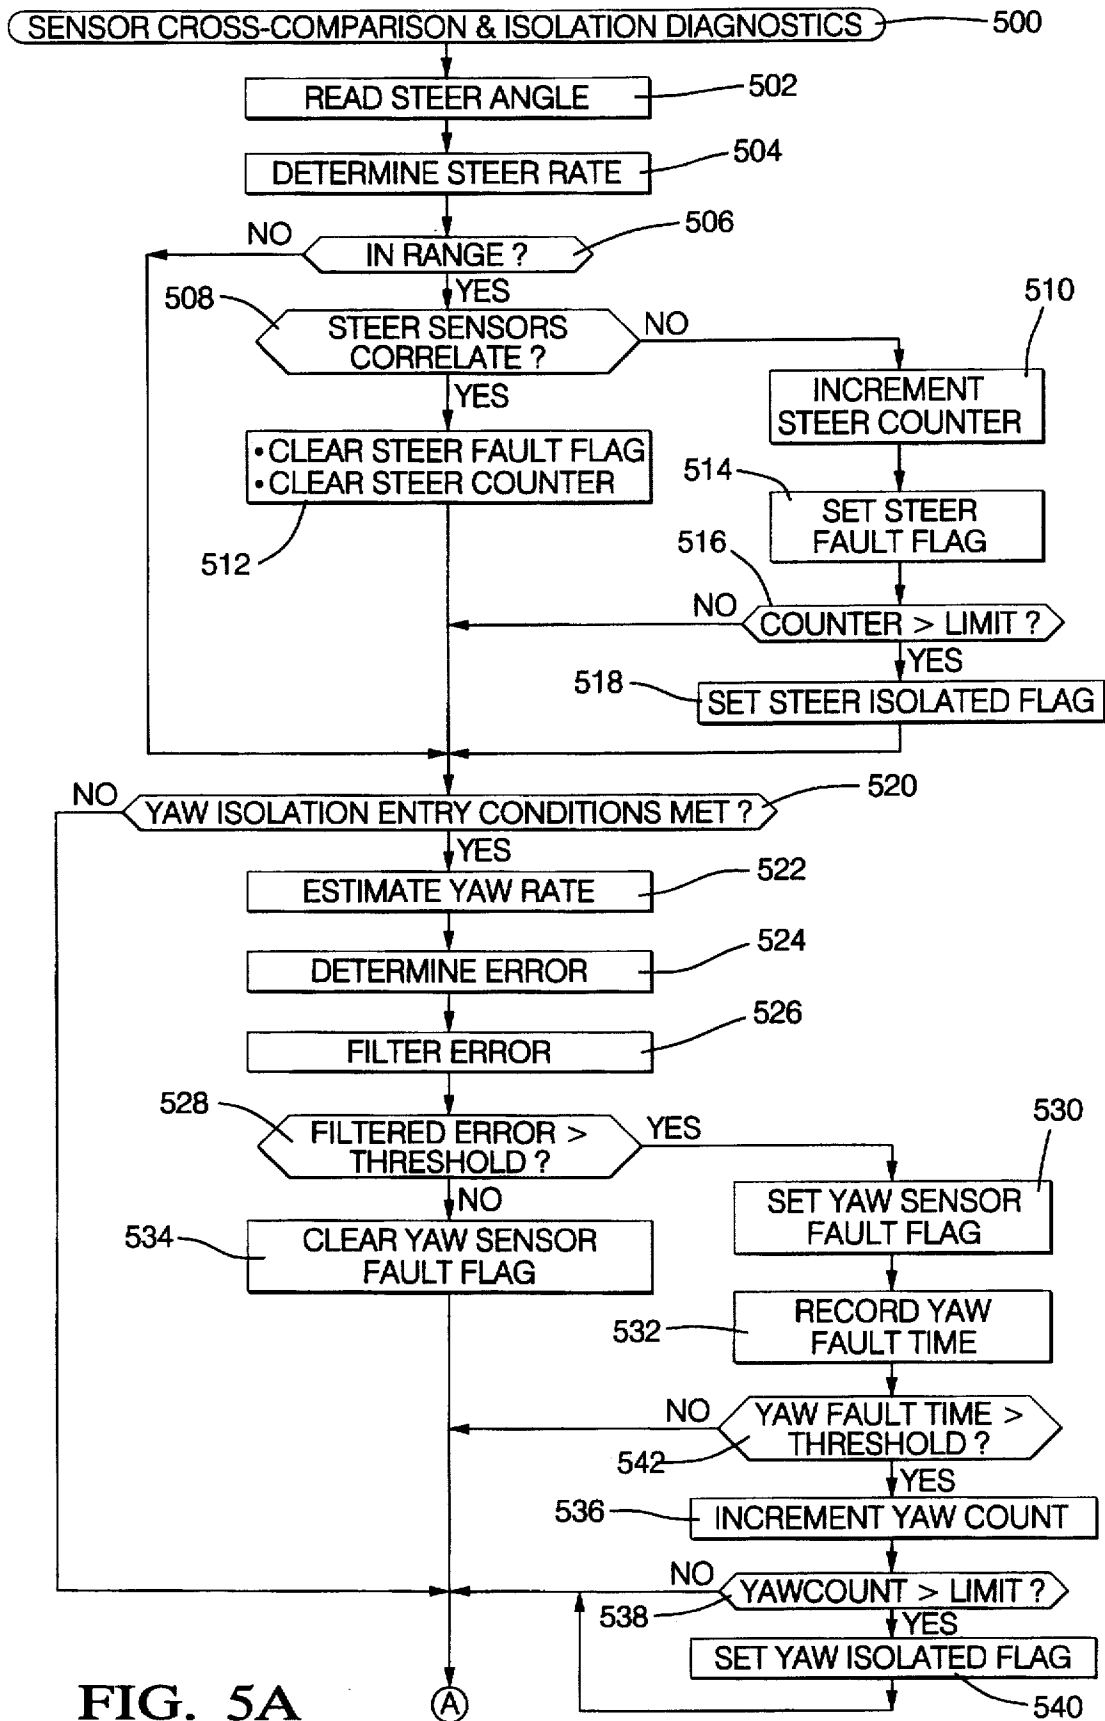 SENSOR CROSS-COMPARISON & ISOLATION DIAGNOSTICS
500
READ STEER ANGLE
502
DETERMINE STEER RATE
504
NO
IN RANGE ?
506
YES
508
STEER SENSORS
CORRELATE ?
NO
510
YES
INCREMENT
STEER COUNTER
•CLEAR STEER FAULT FLAG
•CLEAR STEER COUNTER
512
514
SET STEER
FAULT FLAG
516
NO
COUNTER > LIMIT ?
YES
518
SET STEER ISOLATED FLAG
NO
YAW ISOLATION ENTRY CONDITIONS MET ?
520
YES
ESTIMATE YAW RATE
522
DETERMINE ERROR
524
FILTER ERROR
526
528
FILTERED ERROR >
THRESHOLD ?
YES
530
NO
SET YAW SENSOR
FAULT FLAG
534
CLEAR YAW SENSOR
FAULT FLAG
532
RECORD YAW
FAULT TIME
NO
YAW FAULT TIME >
THRESHOLD ?
542
YES
536
INCREMENT YAW COUNT
NO
YAWCOUNT > LIMIT ?
538
YES
SET YAW ISOLATED FLAG
540
FIG. 5A
A